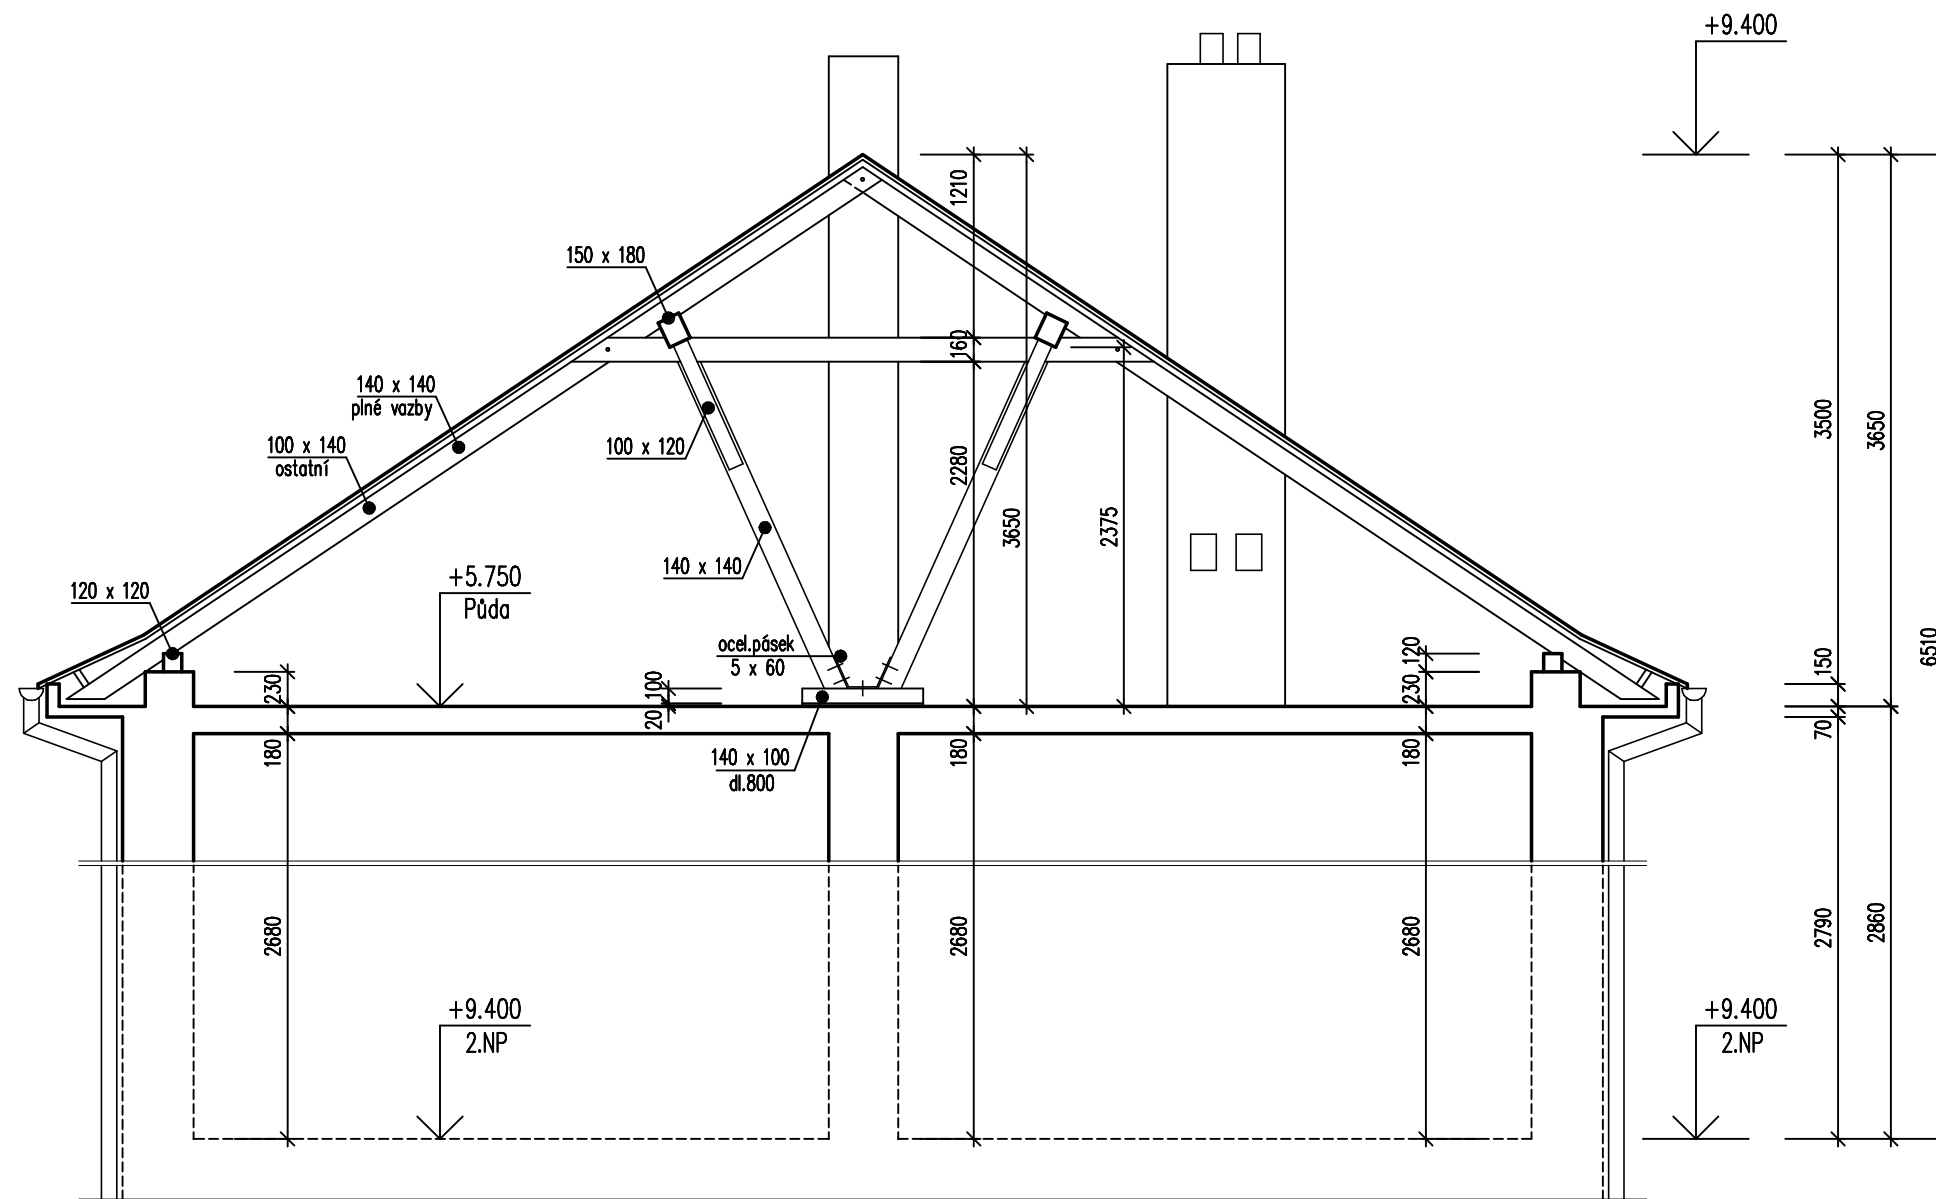 +9.400
1210
150 x 180
160
140 x 140
plné vazby
100 x 140
ostatní
100 x 120
2280
3650
2375
3500
3650
140 x 140
+5.750
Půda
120 x 120
ocel.pásek
5 x 60
230
100
20
120
230
150
6510
70
180
140 x 100
dl.800
180
180
2680
2680
2680
2790
2860
+9.400
2.NP
+9.400
2.NP